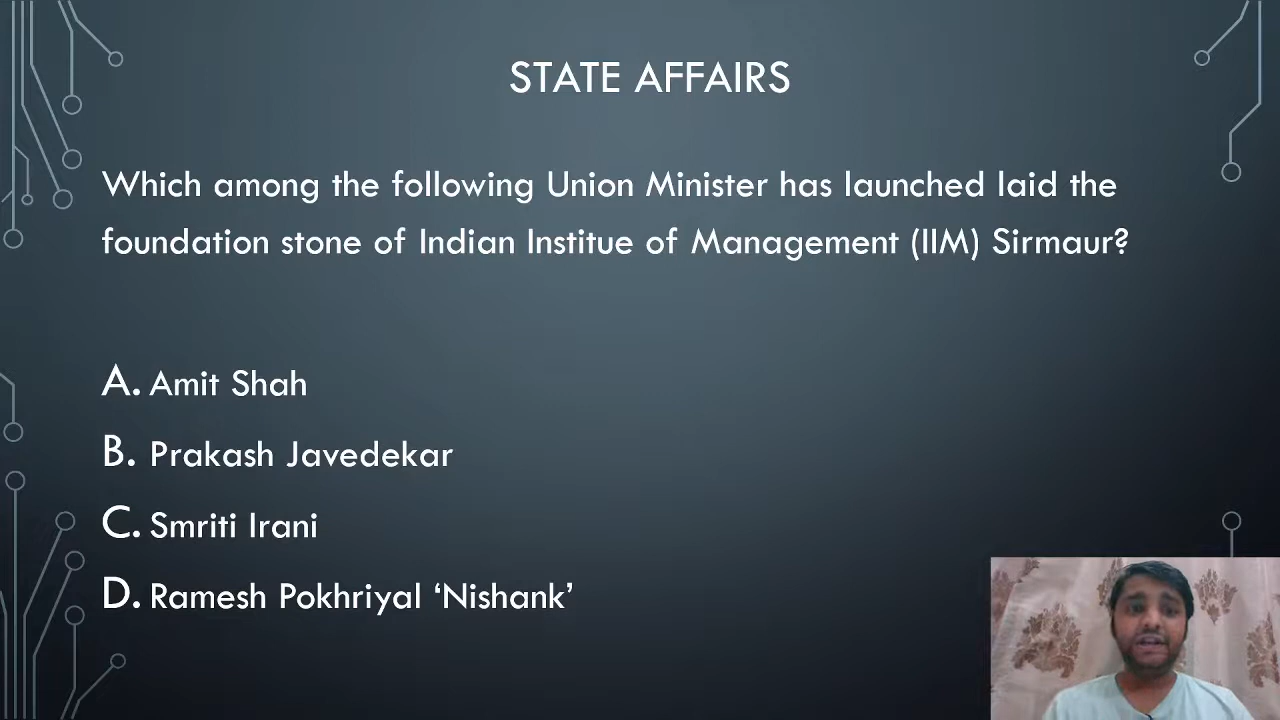 STATE AFFAIRS
Which among the following Union Minister has launched laid the
foundation stone of Indian Institue of Management (IIM) Sirmaur?
A. Amit Shah
B. Prakash Javedekar
C. Smriti Irani
D. Ramesh Pokhriyal ‘Nishank’